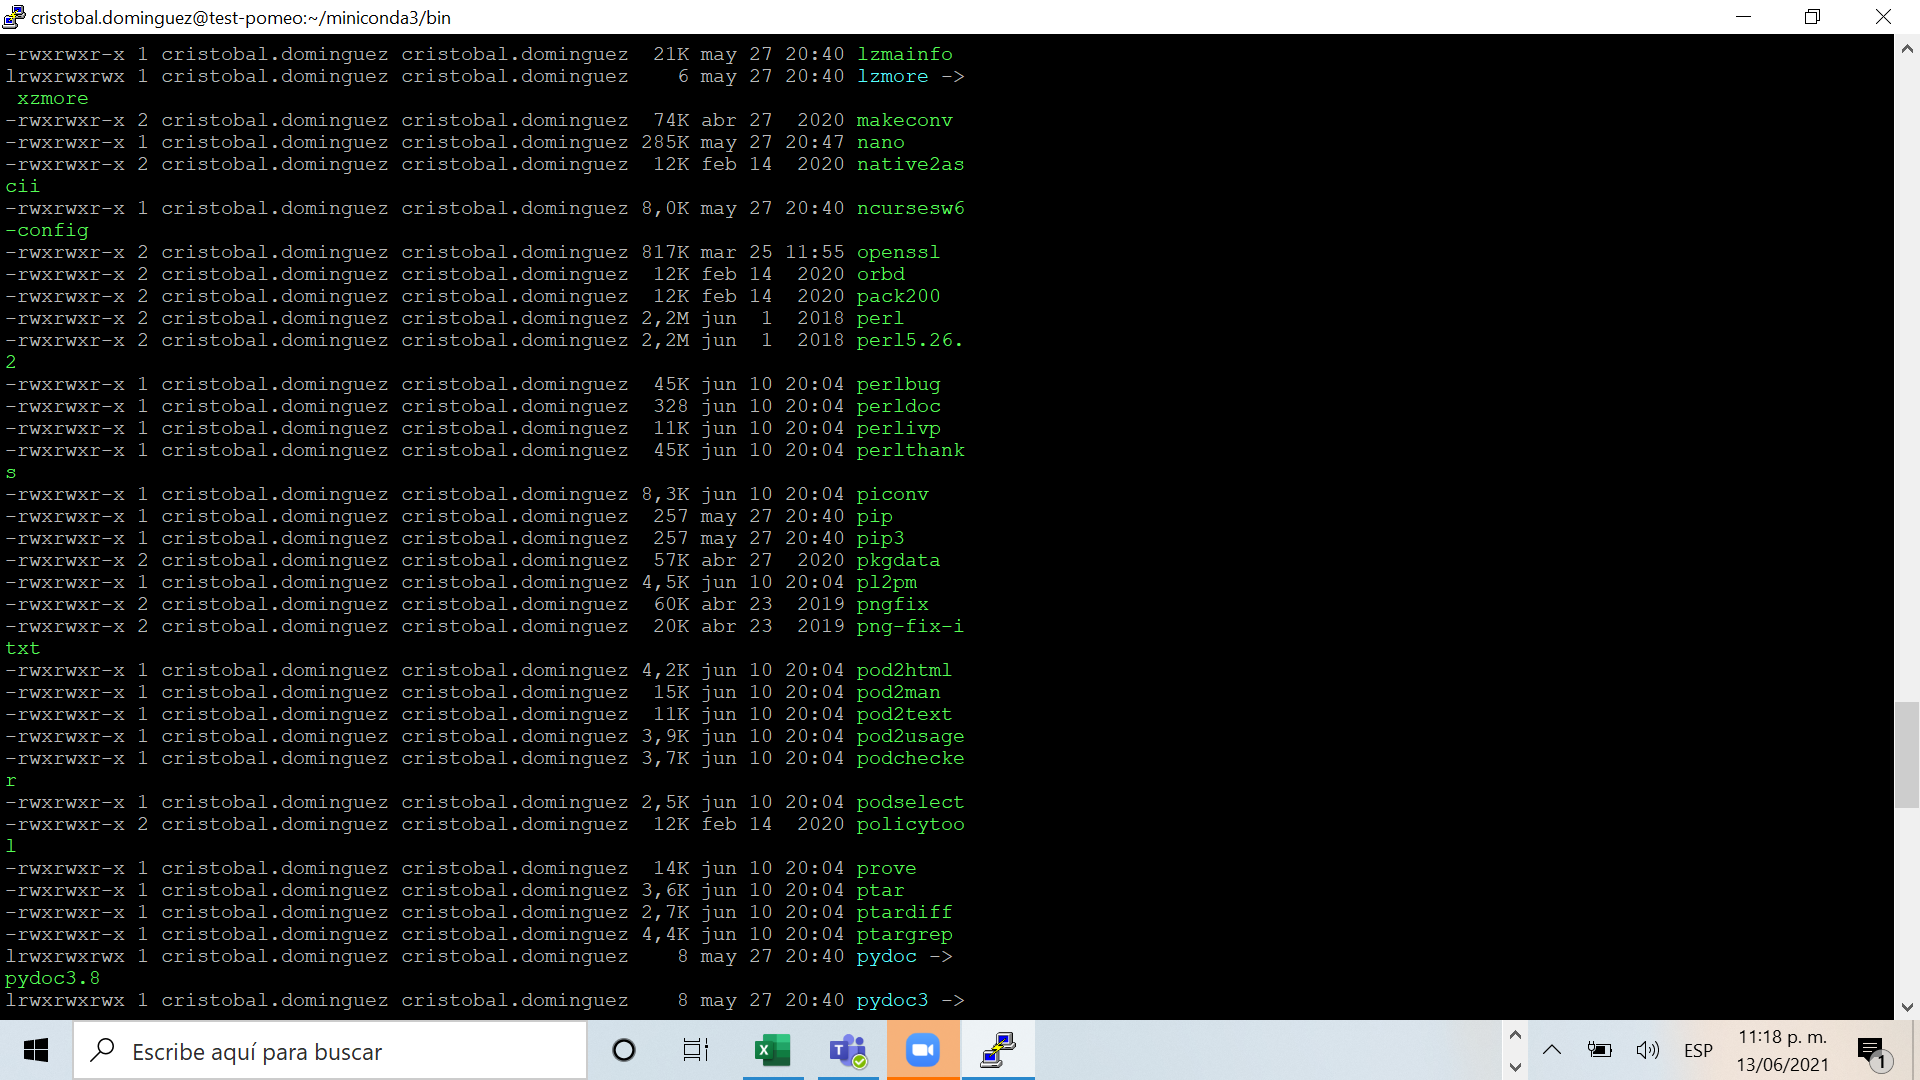 cristobal.dominguez@test-pomeo:~/miniconda3/bin
-rwxrwxr-x 1 cristobal.dominguez cristobal.dominguez  21K may 27 20:40 lzmainfo
lrwxrwxrwx 1 cristobal.dominguez cristobal.dominguez    6 may 27 20:40 lzmore ->
 xzmore
-rwxrwxr-x 2 cristobal.dominguez cristobal.dominguez  74K abr 27  2020 makeconv
-rwxrwxr-x 1 cristobal.dominguez cristobal.dominguez 285K may 27 20:47 nano
-rwxrwxr-x 2 cristobal.dominguez cristobal.dominguez  12K feb 14  2020 native2as
cii
-rwxrwxr-x 1 cristobal.dominguez cristobal.dominguez 8,0K may 27 20:40 ncursesw6
-config
-rwxrwxr-x 2 cristobal.dominguez cristobal.dominguez 817K mar 25 11:55 openssl
-rwxrwxr-x 2 cristobal.dominguez cristobal.dominguez  12K feb 14  2020 orbd
-rwxrwxr-x 2 cristobal.dominguez cristobal.dominguez  12K feb 14  2020 pack200
-rwxrwxr-x 2 cristobal.dominguez cristobal.dominguez 2,2M jun  1  2018 perl
-rwxrwxr-x 2 cristobal.dominguez cristobal.dominguez 2,2M jun  1  2018 perl5.26.
2
-rwxrwxr-x 1 cristobal.dominguez cristobal.dominguez  45K jun 10 20:04 perlbug
-rwxrwxr-x 1 cristobal.dominguez cristobal.dominguez  328 jun 10 20:04 perldoc
-rwxrwxr-x 1 cristobal.dominguez cristobal.dominguez  11K jun 10 20:04 perlivp
-rwxrwxr-x 1 cristobal.dominguez cristobal.dominguez  45K jun 10 20:04 perlthank
s
-rwxrwxr-x 1 cristobal.dominguez cristobal.dominguez 8,3K jun 10 20:04 piconv
-rwxrwxr-x 1 cristobal.dominguez cristobal.dominguez  257 may 27 20:40 pip
-rwxrwxr-x 1 cristobal.dominguez cristobal.dominguez  257 may 27 20:40 pip3
-rwxrwxr-x 2 cristobal.dominguez cristobal.dominguez  57K abr 27  2020 pkgdata
-rwxrwxr-x 1 cristobal.dominguez cristobal.dominguez 4,5K jun 10 20:04 pl2pm
-rwxrwxr-x 2 cristobal.dominguez cristobal.dominguez  60K abr 23  2019 pngfix
-rwxrwxr-x 2 cristobal.dominguez cristobal.dominguez  20K abr 23  2019 png-fix-i
txt
-rwxrwxr-x 1 cristobal.dominguez cristobal.dominguez 4,2K jun 10 20:04 pod2html
-rwxrwxr-x 1 cristobal.dominguez cristobal.dominguez  15K jun 10 20:04 pod2man
-rwxrwxr-x 1 cristobal.dominguez cristobal.dominguez  11K jun 10 20:04 pod2text
-rwxrwxr-x 1 cristobal.dominguez cristobal.dominguez 3,9K jun 10 20:04 pod2usage
-rwxrwxr-x 1 cristobal.dominguez cristobal.dominguez 3,7K jun 10 20:04 podchecke
r
-rwxrwxr-x 1 cristobal.dominguez cristobal.dominguez 2,5K jun 10 20:04 podselect
-rwxrwxr-x 2 cristobal.dominguez cristobal.dominguez  12K feb 14  2020 policytoo
l
-rwxrwxr-x 1 cristobal.dominguez cristobal.dominguez  14K jun 10 20:04 prove
-rwxrwxr-x 1 cristobal.dominguez cristobal.dominguez 3,6K jun 10 20:04 ptar
-rwxrwxr-x 1 cristobal.dominguez cristobal.dominguez 2,7K jun 10 20:04 ptardiff
-rwxrwxr-x 1 cristobal.dominguez cristobal.dominguez 4,4K jun 10 20:04 ptargrep
lrwxrwxrwx 1 cristobal.dominguez cristobal.dominguez    8 may 27 20:40 pydoc ->
pydoc3.8
lrwxrwxrwx 1 cristobal.dominguez cristobal.dominguez    8 may 27 20:40 pydoc3 ->
Escribe aquí para buscar
ESP
11:18 p. m.
13/06/2021
1